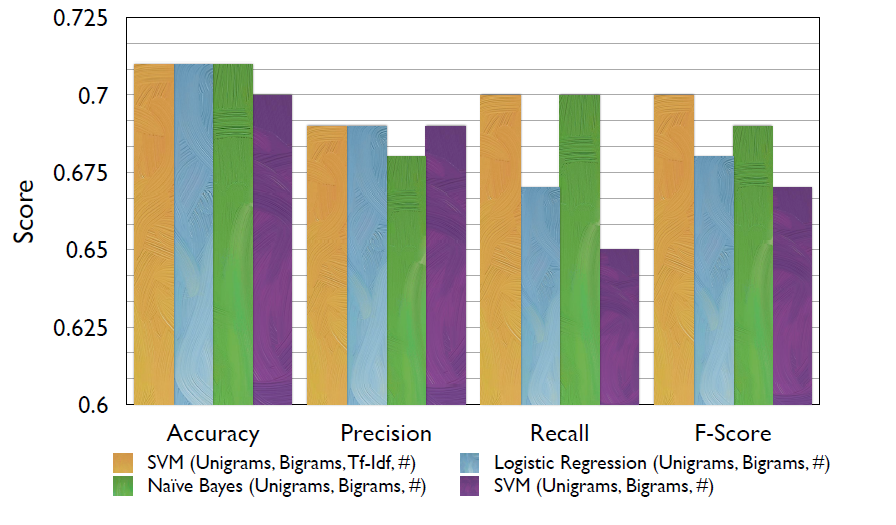 0.725
0.7
0.675
0.65
0.625
0.6
Score
Accuracy Precision Recall F-Score
SVM (Unigrams, Bigrams, Tf-Idf, #) Logistic Regression (Unigrams, Bigrams, #)
Naïve Bayes (Unigrams, Bigrams, #) SVM (Unigrams, Bigrams, #)